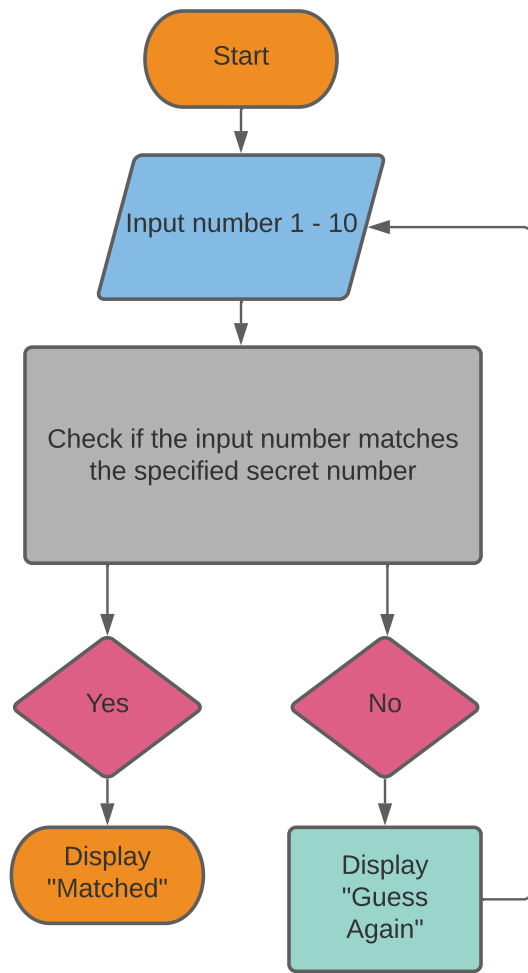 Start
Input number 1 - 10
Check if the input number matches
the specified secret number
Yes
No
Display
"Matched"
Display
"Guess
Again"